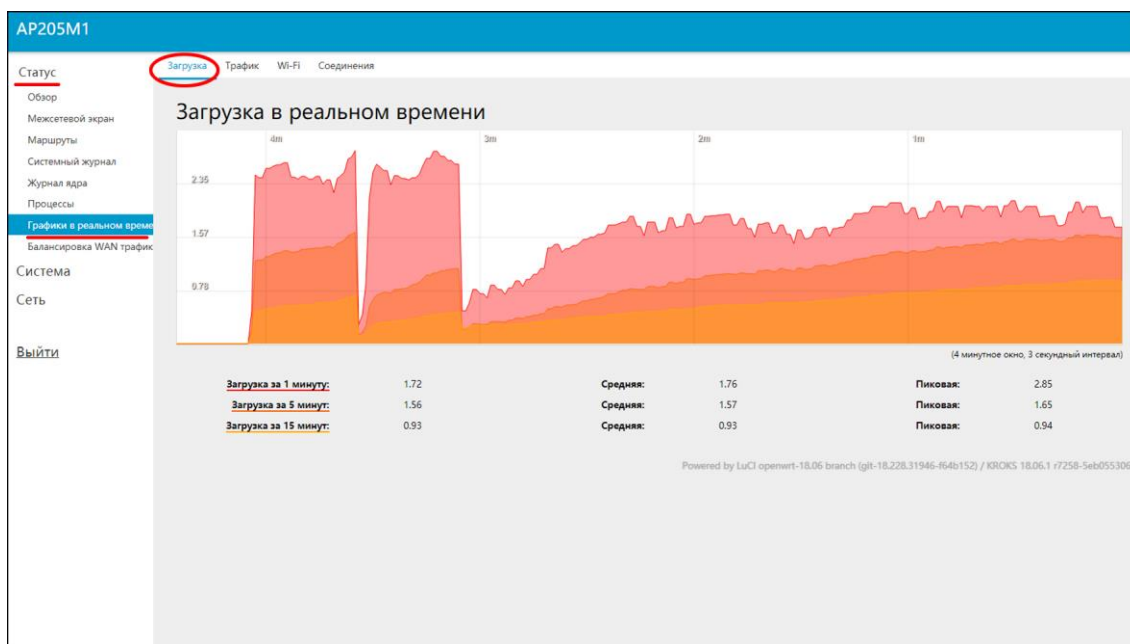 AP205M1
Статус
Обзор
Межсетевой экран
Маршруты
Системный журнал
Журнал ядра
Процессы
Графики в реальном време
Балансировка WAN трафик
Система
Сеть
Выйти
Загрузка Трафик Wi-Fi Соединения
Загрузка в реальном времени
4m 3m 2m 1m
2.35
1.57
0.78
(4 минутное окно, 3 секундный интервал)
Загрузка за 1 минуту: 1.72 Средняя: 1.76 Пиковая: 2.85
Загрузка за 5 минут: 1.56 Средняя: 1.57 Пиковая: 1.65
Загрузка за 15 минут: 0.93 Средняя: 0.93 Пиковая: 0.94
Powered by LuCI openwrt-18.06 branch (git-18.228.31946-f64b152) / KROKS 18.06.1 r7258-5eb055306